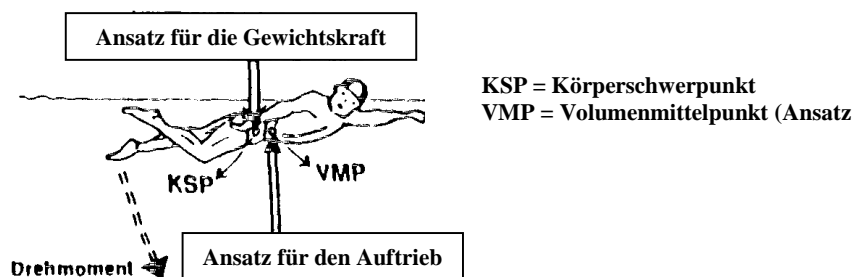 Ansatz für die Gewichtskraft
KSP = Körperschwerpunkt
VMP = Volumenmittelpunkt (Ansatz
KSP
VMP
Ansatz für den Auftrieb
Drehmoment